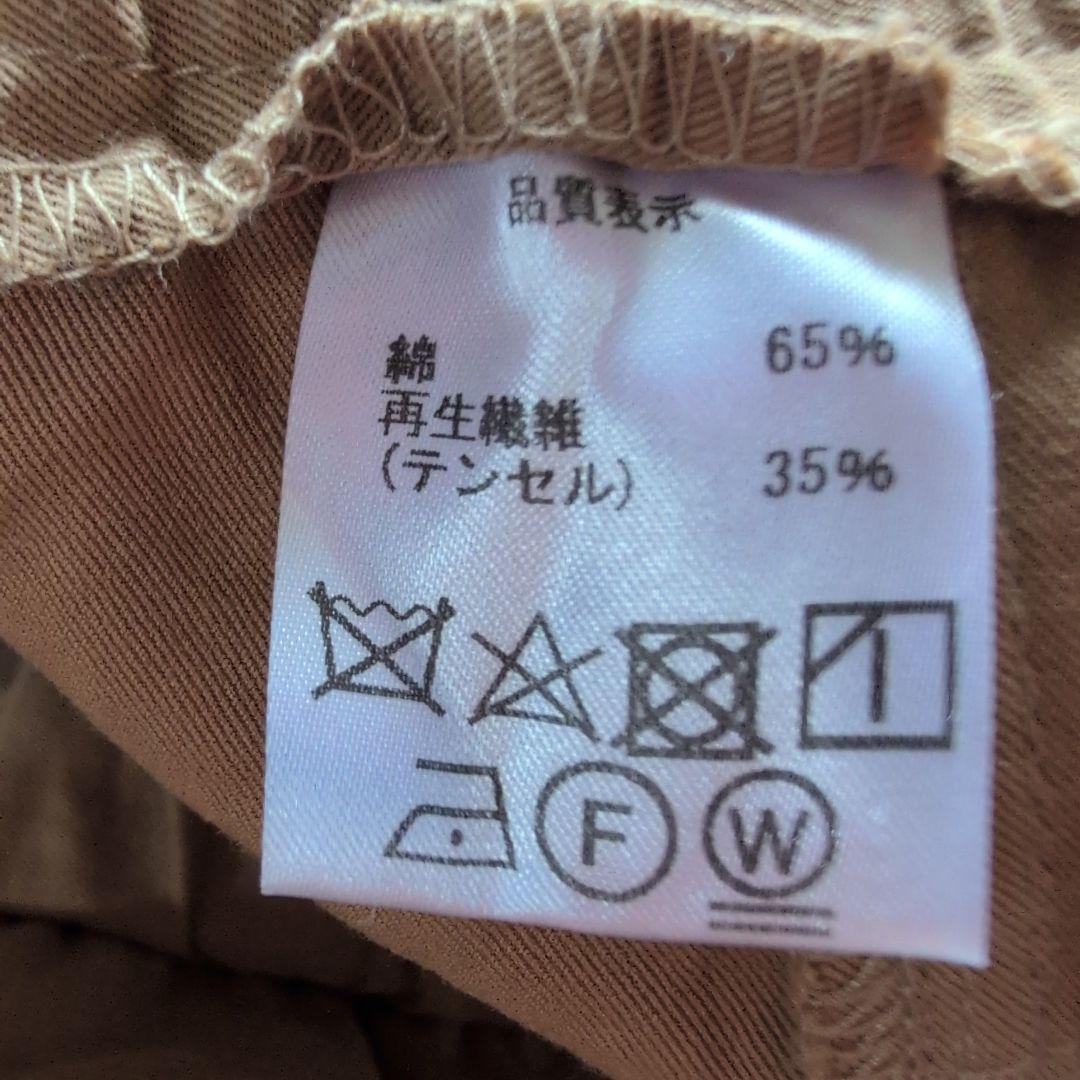 品質表示
綿 65%
再生繊維
(テンセル) 35%
F W